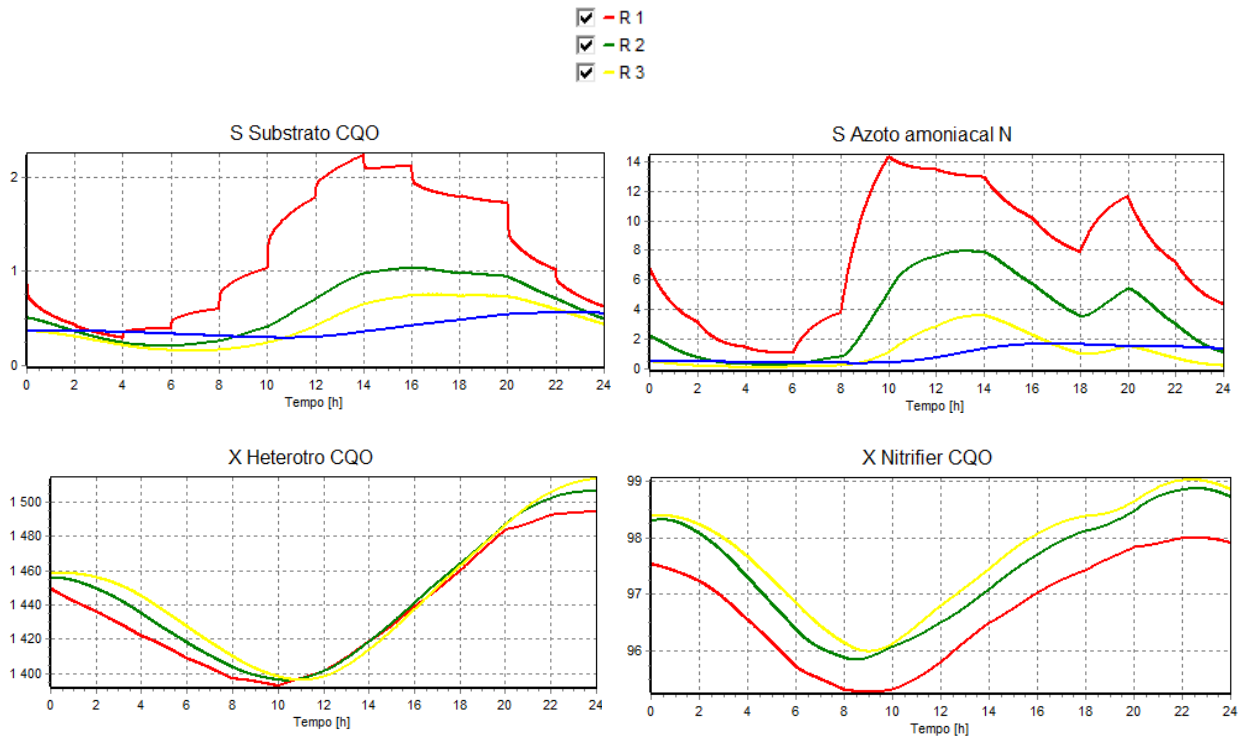 R 1
R 2
R 3
S Substrato CQO
2
1
0
0 2 4 6 8 10 12 14 16 18 20 22 24
Tempo [h]
S Azoto amoniacal N
14
12
10
8
6
4
2
0
0 2 4 6 8 10 12 14 16 18 20 22 24
Tempo [h]
X Heterotro CQO
1 500
1 480
1 460
1 440
1 420
1 400
0 2 4 6 8 10 12 14 16 18 20 22 24
Tempo [h]
X Nitrifier CQO
99
98
97
96
0 2 4 6 8 10 12 14 16 18 20 22 24
Tempo [h]